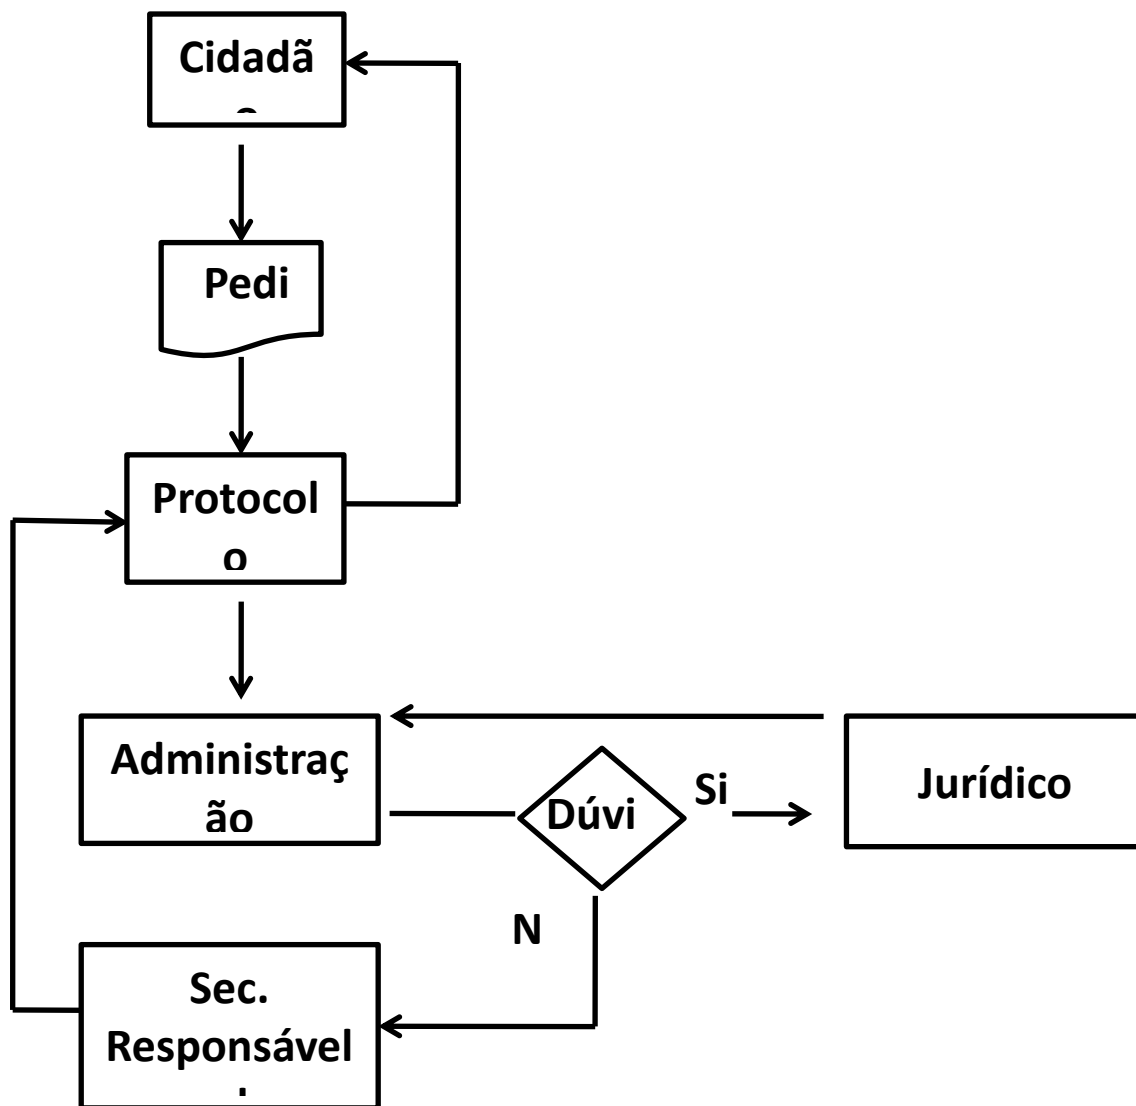 Cidadã
Pedi
Protocol
o
Administraç
ão
Dúvi
Si
Jurídico
N
Sec.
Responsável